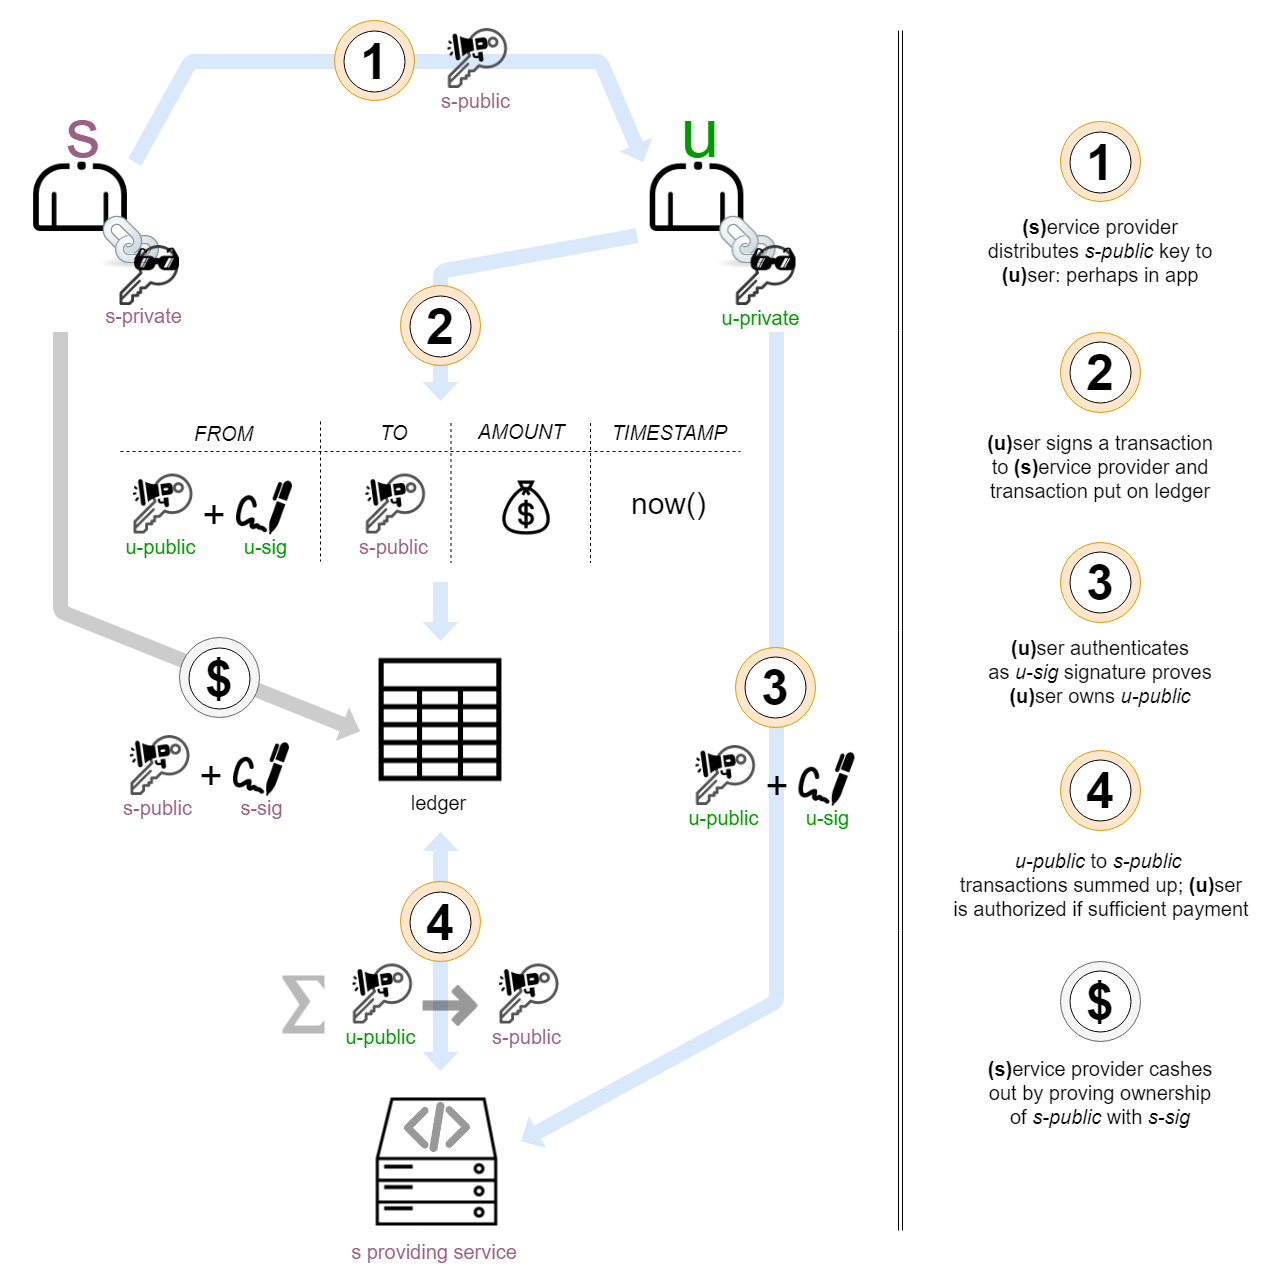 1
s-public
s
u
s-private
u-private
2
FROM TO AMOUNT TIMESTAMP
+ $ now()
u-public u-sig s-public
$
3
s-public + s-sig
ledger
u-public + u-sig
4
Σ
u-public s-public
</>
s providing service
1
(s)ervice provider
distributes s-public key to
(u)ser: perhaps in app
2
(u)ser signs a transaction
to (s)ervice provider and
transaction put on ledger
3
(u)ser authenticates
as u-sig signature proves
(u)ser owns u-public
4
u-public to s-public
transactions summed up; (u)ser
is authorized if sufficient payment
$
(s)ervice provider cashes
out by proving ownership
of s-public with s-sig